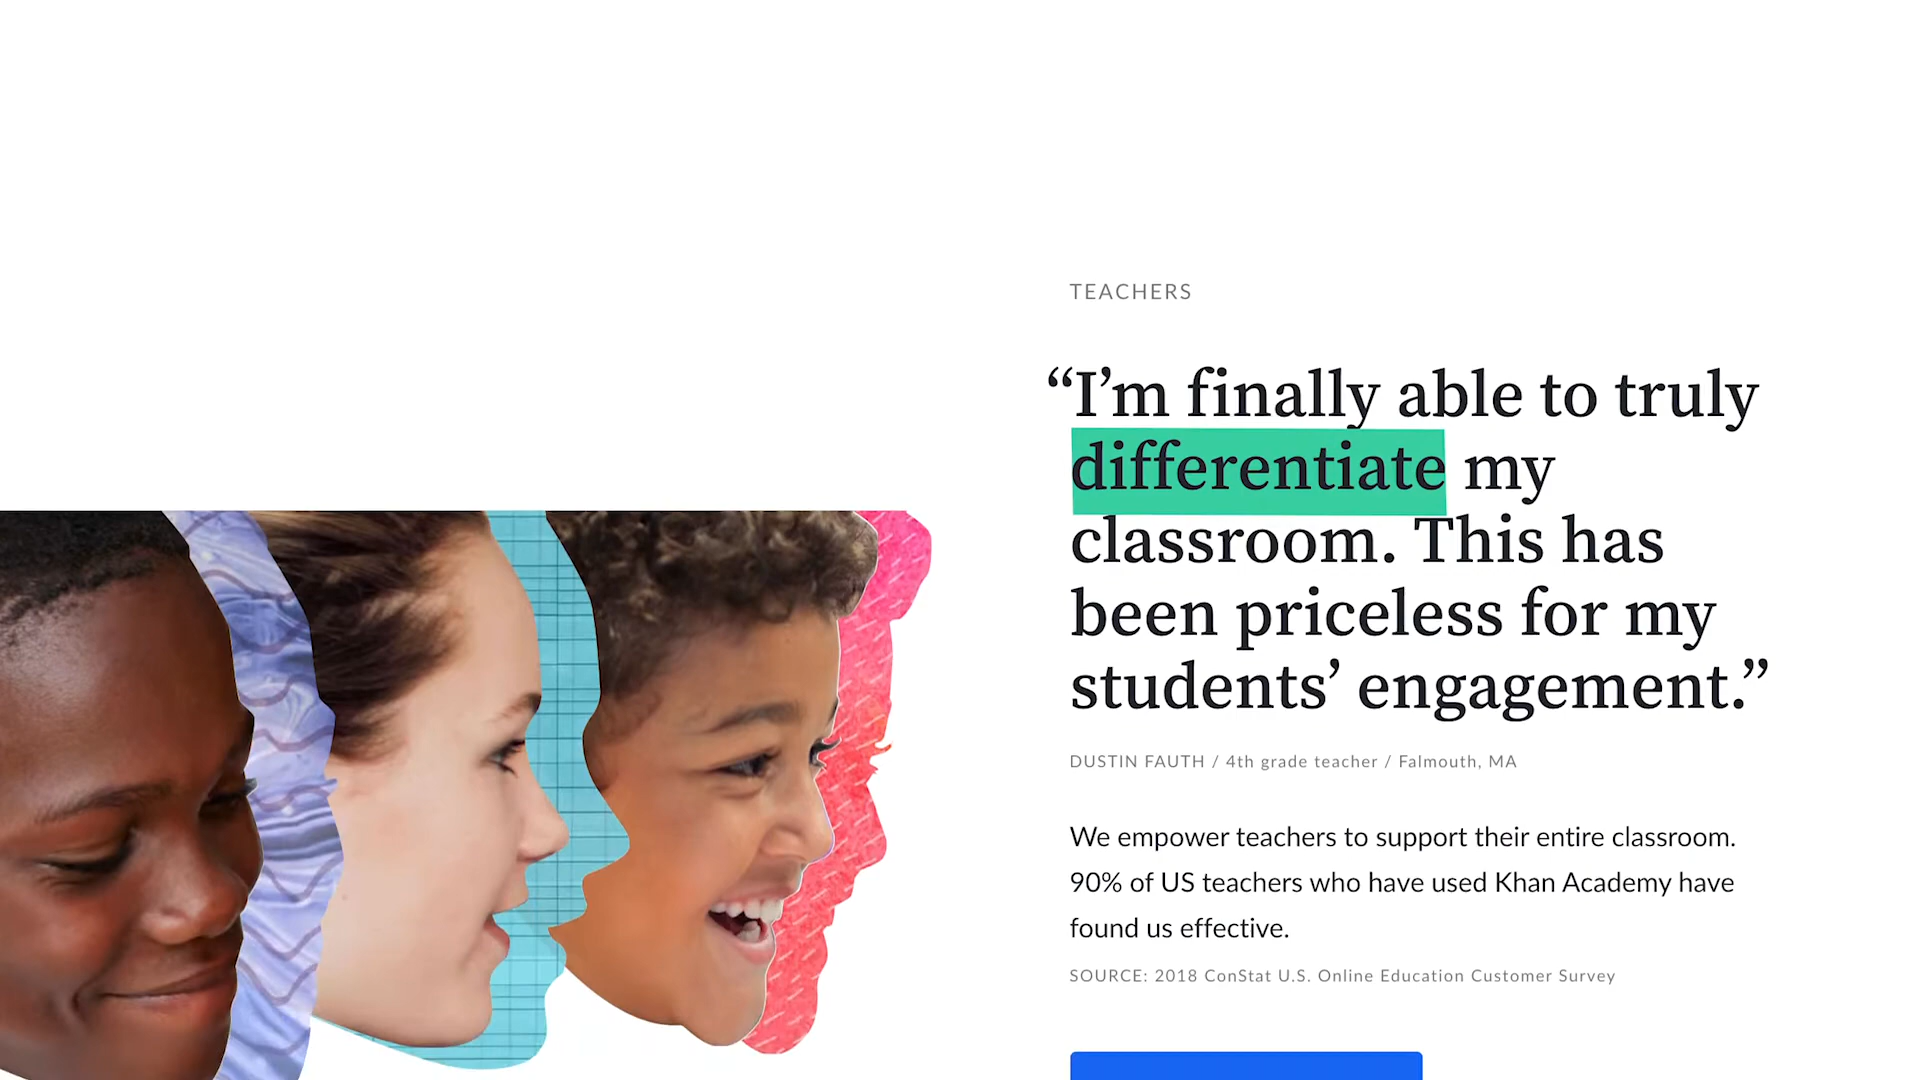 TEACHERS
“I’m finally able to truly
differentiate my
classroom. This has
been priceless for my
students’ engagement.”
DUSTIN FAUTH / 4th grade teacher / Falmouth, MA
We empower teachers to support their entire classroom.
90% of US teachers who have used Khan Academy have
found us effective.
SOURCE: 2018 ConStat U.S. Online Education Customer Survey